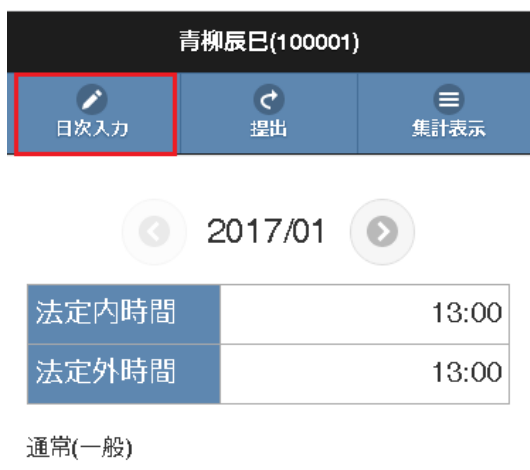 青柳辰巳(100001)
日次入力 提出 集計表示
2017/01
法定内時間 13:00
法定外時間 13:00
通常(一般)